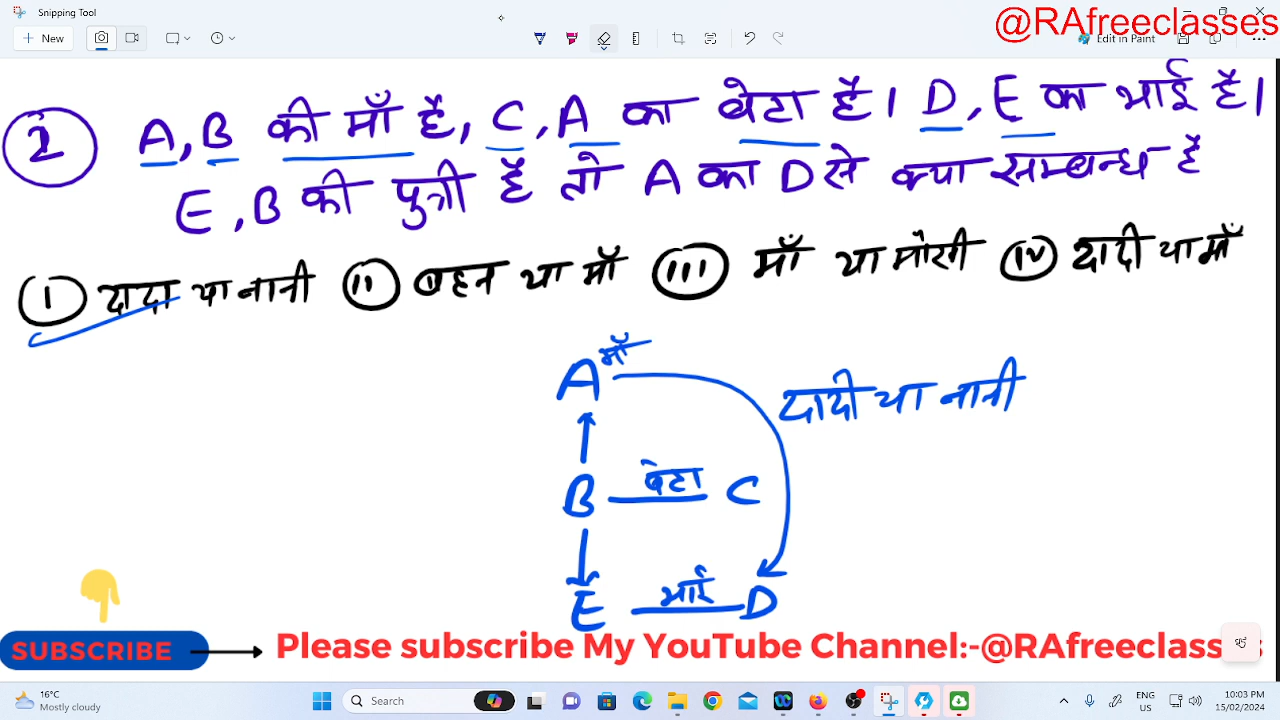 Snipping Tool
@RAfreeclasses
New
Edit in Paint
2 A, B की माँ है, C, A का बेटा है। D, E का भाई है।
E, B की पुत्री है तो A का D से क्या सम्बन्ध है
(i) दादा या नानी (ii) बहन या माँ (iii) माँ या मौसी (iv) दादी या माँ
A माँ
दादी या नानी
B बेटा C
E भाई D
SUBSCRIBE
Please subscribe My YouTube Channel:-@RAfreeclasses
16°C
Mostly cloudy
Search
ENG
US
10:03 PM
15/02/2024